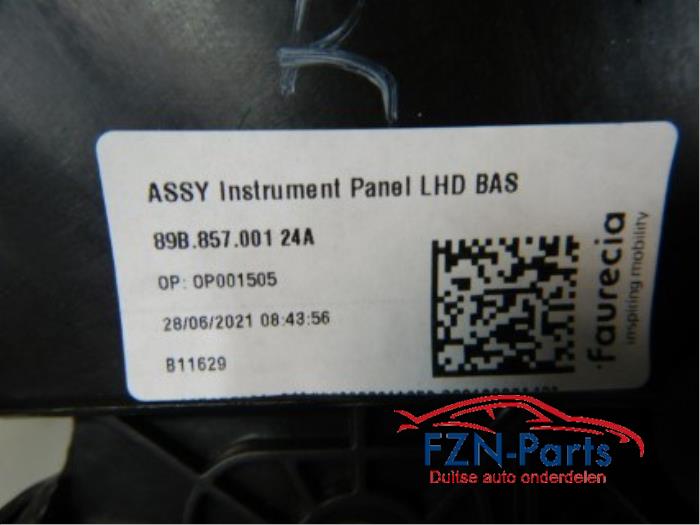 ASSY Instrument Panel LHD BAS
89B.857.001 24A
OP: OP001505
28/06/2021 08:43:56
B11629
faurecia
inspiring mobility
FZN-Parts
Duitse auto onderdelen